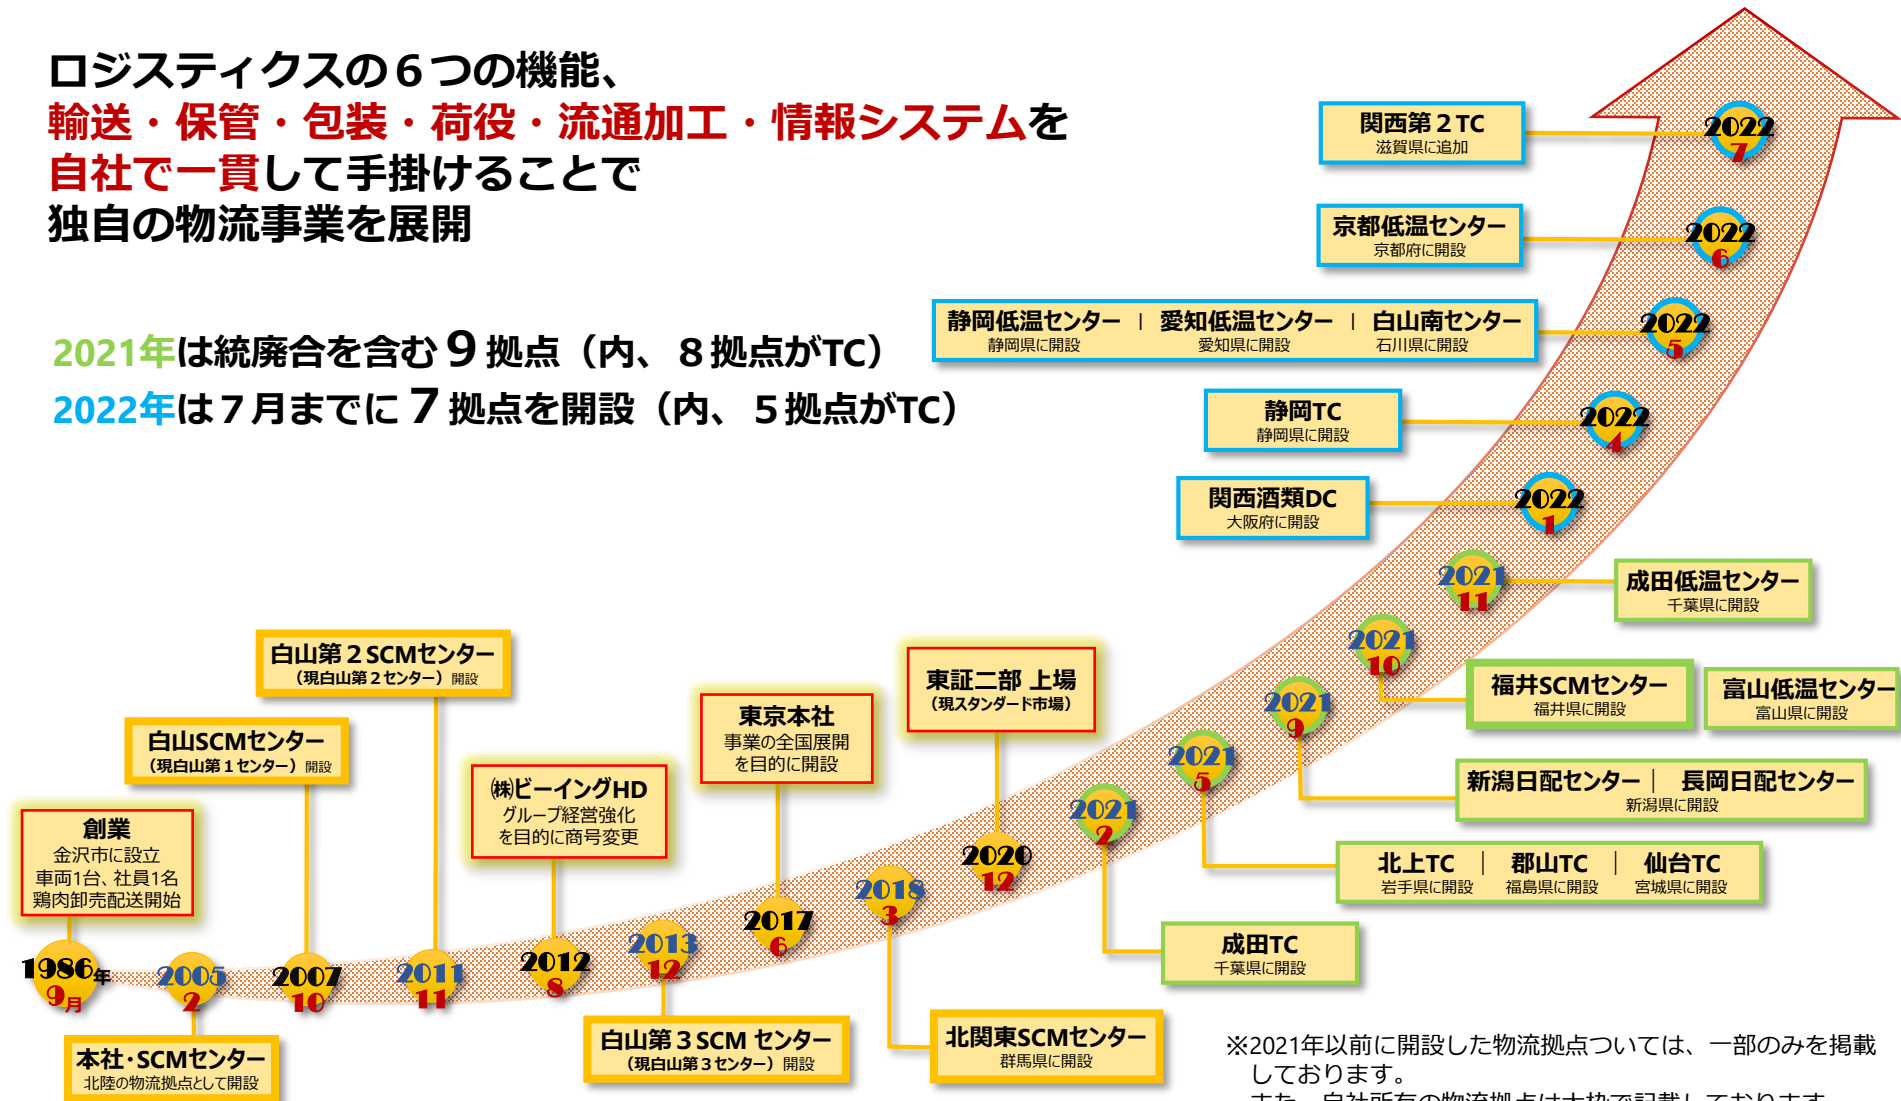 ロジスティクスの６つの機能、
輸送・保管・包装・荷役・流通加工・情報システムを
自社で一貫して手掛けることで
独自の物流事業を展開
2021年は統廃合を含む９拠点（内、８拠点がTC）
2022年は７月までに７拠点を開設（内、５拠点がTC）
関西第２TC
滋賀県に追加
2022
7
京都低温センター
京都府に開設
2022
6
静岡低温センター | 愛知低温センター | 白山南センター
静岡県に開設 愛知県に開設 石川県に開設
2022
5
静岡TC
静岡県に開設
2022
4
関西酒類DC
大阪府に開設
2022
1
2021
11
成田低温センター
千葉県に開設
2021
10
福井SCMセンター
福井県に開設
富山低温センター
富山県に開設
2021
9
新潟日配センター｜ 長岡日配センター
新潟県に開設
2021
5
北上TC ｜ 郡山TC ｜ 仙台TC
岩手県に開設 福島県に開設 宮城県に開設
2021
2
成田TC
千葉県に開設
東証二部 上場
（現スタンダード市場）
2020
12
2018
3
北関東SCMセンター
群馬県に開設
東京本社
事業の全国展開
を目的に開設
2017
6
2013
12
白山第３SCM センター
（現白山第３センター）開設
㈱ビーイングHD
グループ経営強化
を目的に商号変更
2012
8
白山第２SCMセンター
（現白山第２センター）開設
2011
11
白山SCMセンター
（現白山第１センター）開設
2007
10
2005
2
本社・SCMセンター
北陸の物流拠点として開設
創業
金沢市に設立
車両1台、社員1名
鶏肉卸売配送開始
1986年
9月
※2021年以前に開設した物流拠点ついては、一部のみを掲載
しております。
また、自社所有の物流拠点は太枠で記載しております